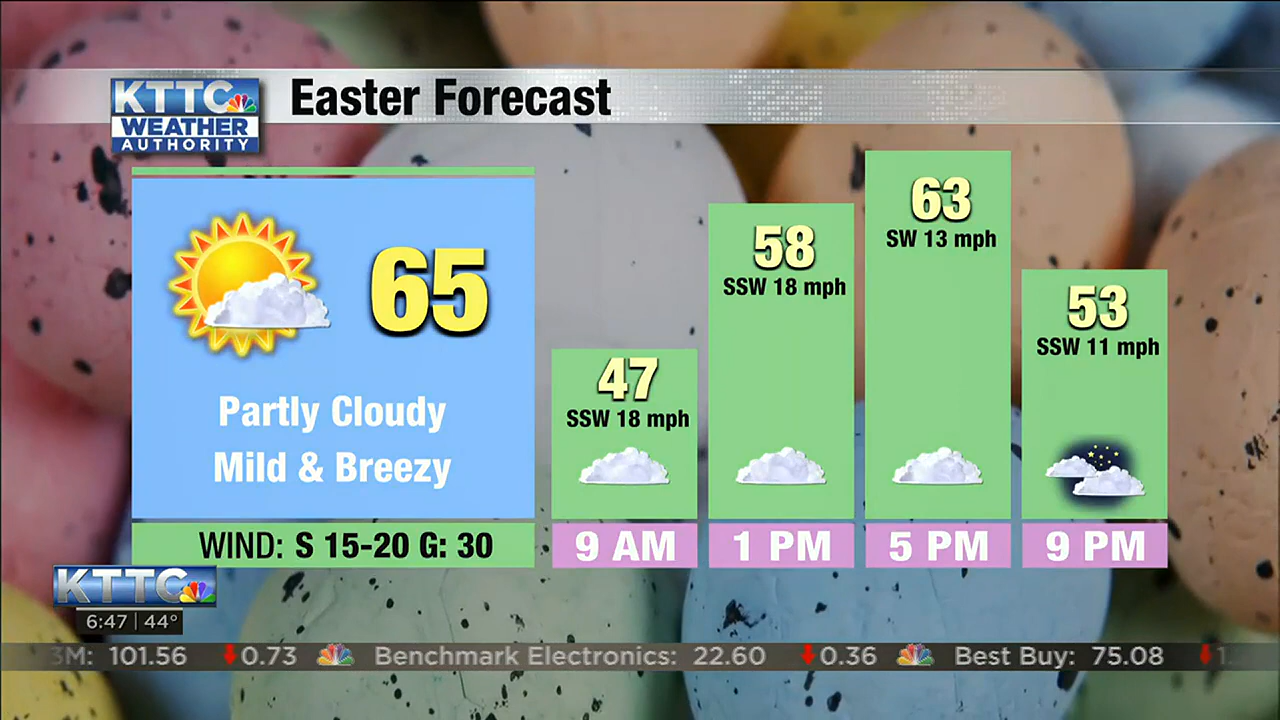 KTTC
WEATHER
AUTHORITY
Easter Forecast
65
Partly Cloudy
Mild & Breezy
WIND: S 15-20 G: 30
47
SSW 18 mph
9 AM
58
SSW 18 mph
1 PM
63
SW 13 mph
5 PM
53
SSW 11 mph
9 PM
KTTC
6:47 | 44°
3M: 101.56 0.73 Benchmark Electronics: 22.60 0.36 Best Buy: 75.08 1.